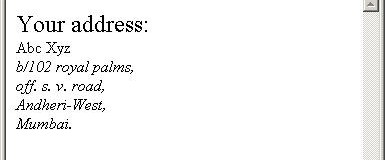 Your address:
Abc Xyz
b/102 royal palms,
off. s. v. road,
Andheri-West,
Mumbai.